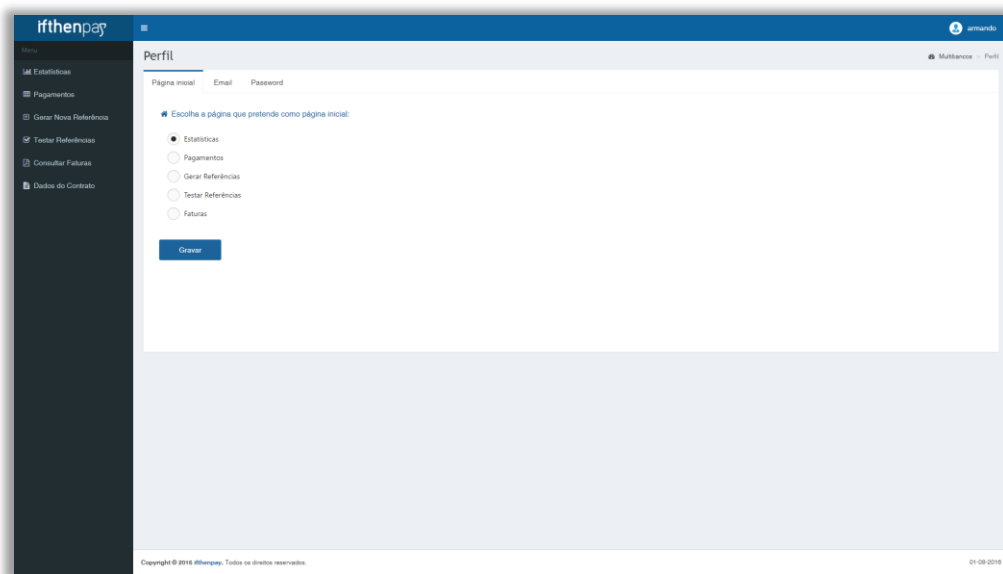 ifthenpay
armando
Menu
Perfil
Multibancos > Perfil
Estatísticas
Pagamentos
Gerar Nova Referência
Testar Referências
Consultar Faturas
Dados do Contrato
Página inicial Email Password
Escolha a página que pretende como página inicial:
Estatísticas
Pagamentos
Gerar Referências
Testar Referências
Faturas
Gravar
Copyright © 2016 ifthenpay. Todos os direitos reservados.
01-08-2016